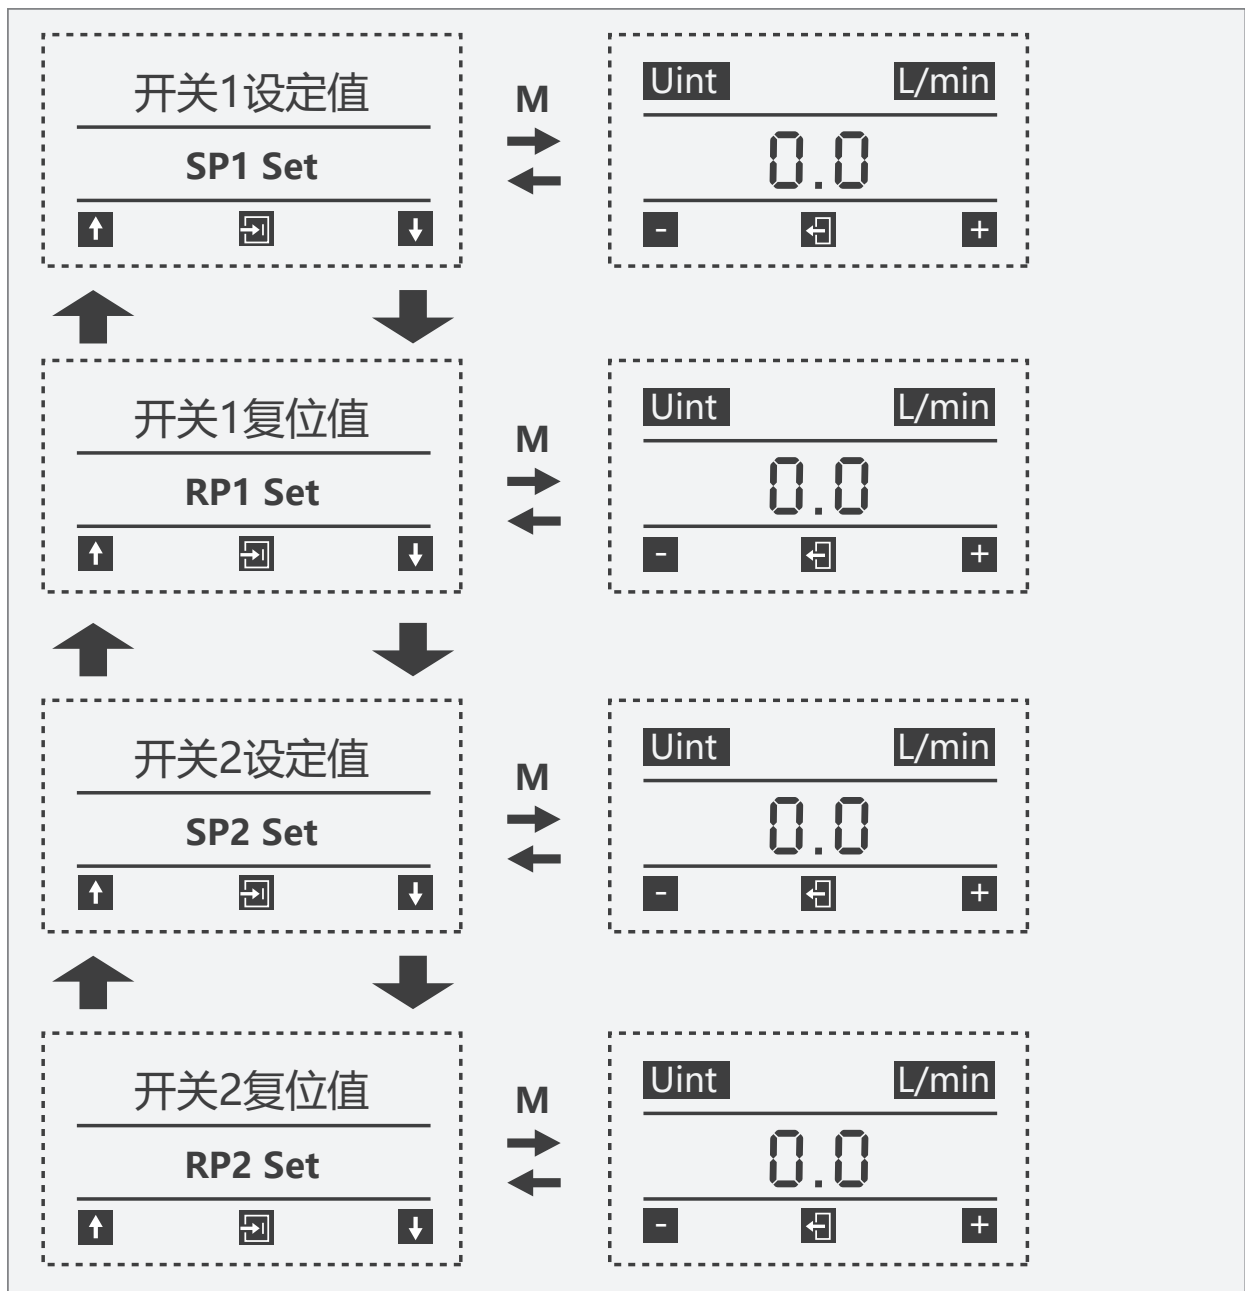 开关1设定值
SP1 Set
M
Uint L/min
0.0
- +
开关1复位值
RP1 Set
M
Uint L/min
0.0
- +
开关2设定值
SP2 Set
M
Uint L/min
0.0
- +
开关2复位值
RP2 Set
M
Uint L/min
0.0
- +